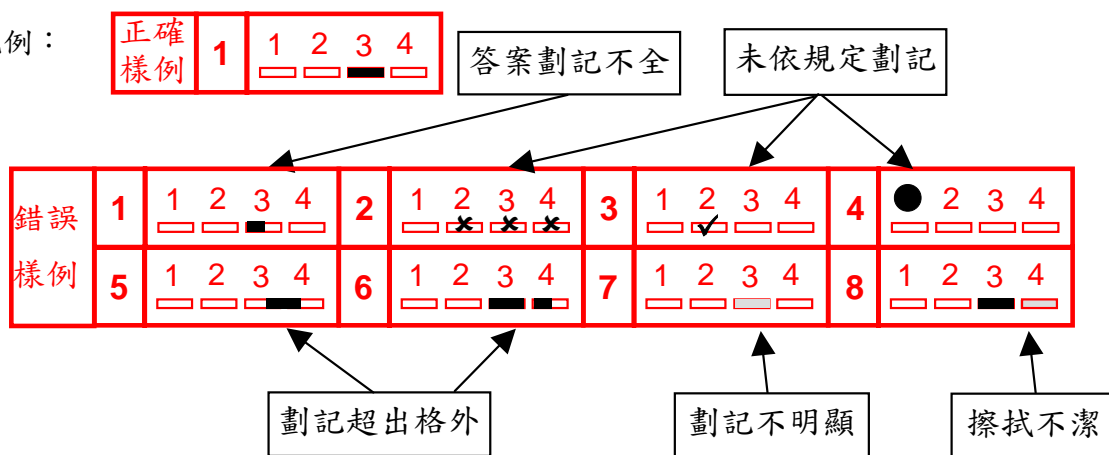 例：
正確樣例 1 1 2 3 4
答案劃記不全 未依規定劃記
錯誤樣例
1 1 2 3 4 2 1 2 3 4 3 1 2 3 4 4 2 3 4
5 1 2 3 4 6 1 2 3 4 7 1 2 3 4 8 1 2 3 4
劃記超出格外 劃記不明顯 擦拭不潔